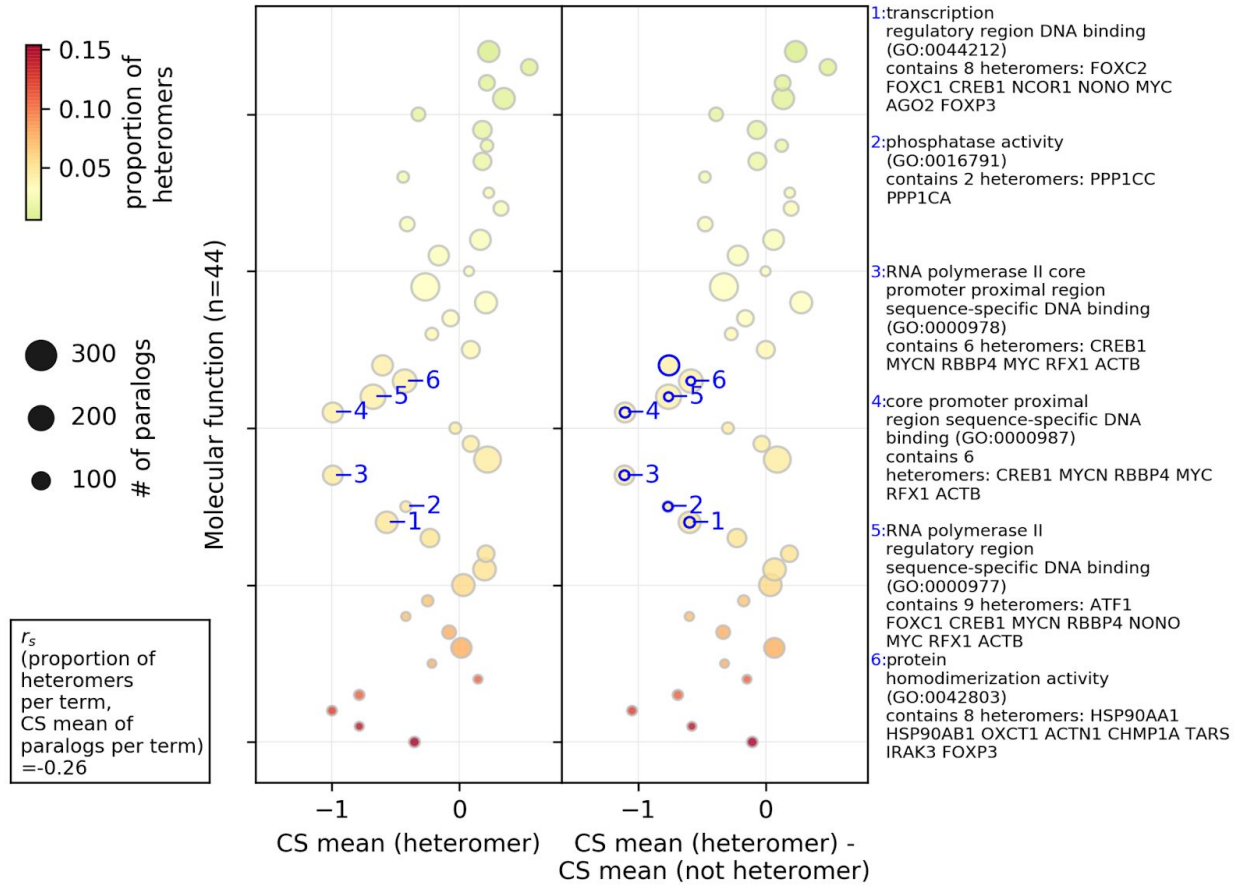 0.15
0.10
0.05
proportion of
heteromers
300
200
100
# of paralogs
r_s
(proportion of
heteromers
per term,
CS mean of
paralogs per term)
=-0.26
Molecular function (n=44)
6
5
4
3
2
1
−1
0
CS mean (heteromer)
6
5
4
3
2
1
−1
0
CS mean (heteromer) -
CS mean (not heteromer)
1:transcription
regulatory region DNA binding
(GO:0044212)
contains 8 heteromers: FOXC2
FOXC1 CREB1 NCOR1 NONO MYC
AGO2 FOXP3
2:phosphatase activity
(GO:0016791)
contains 2 heteromers: PPP1CC
PPP1CA
3:RNA polymerase II core
promoter proximal region
sequence-specific DNA binding
(GO:0000978)
contains 6 heteromers: CREB1
MYCN RBBP4 MYC RFX1 ACTB
4:core promoter proximal
region sequence-specific DNA
binding (GO:0000987)
contains 6
heteromers: CREB1 MYCN RBBP4 MYC
RFX1 ACTB
5:RNA polymerase II
regulatory region
sequence-specific DNA binding
(GO:0000977)
contains 9 heteromers: ATF1
FOXC1 CREB1 MYCN RBBP4 NONO
MYC RFX1 ACTB
6:protein
homodimerization activity
(GO:0042803)
contains 8 heteromers: HSP90AA1
HSP90AB1 OXCT1 ACTN1 CHMP1A TARS
IRAK3 FOXP3